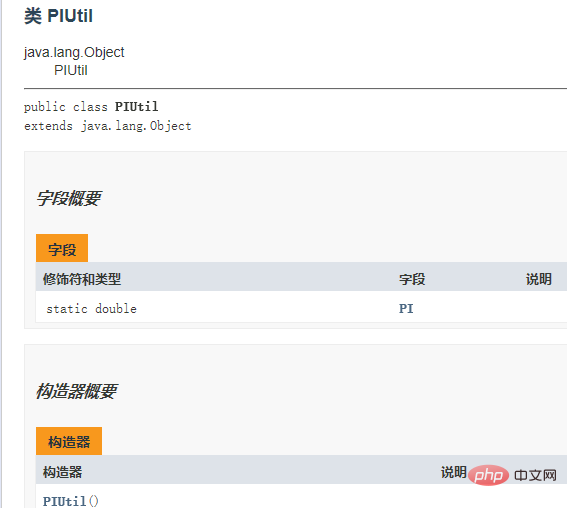 类 PIUtil
java.lang.Object
PIUtil
public class PIUtil
extends java.lang.Object
字段概要
字段
修饰符和类型 字段 说明
static double PI
构造器概要
构造器
构造器 说明
php 中文网
PIUtil()